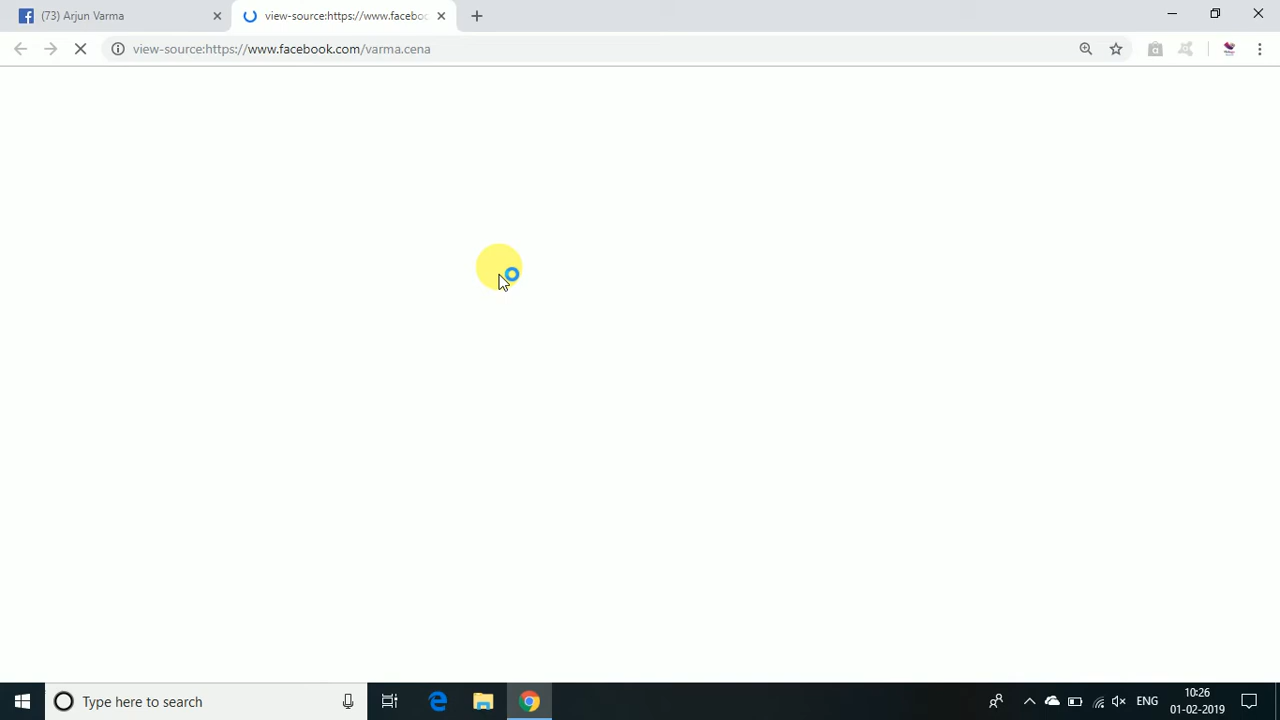 (73) Arjun Varma
view-source:https://www.faceboo
view-source:https://www.facebook.com/varma.cena
Type here to search
ENG
10:26
01-02-2019